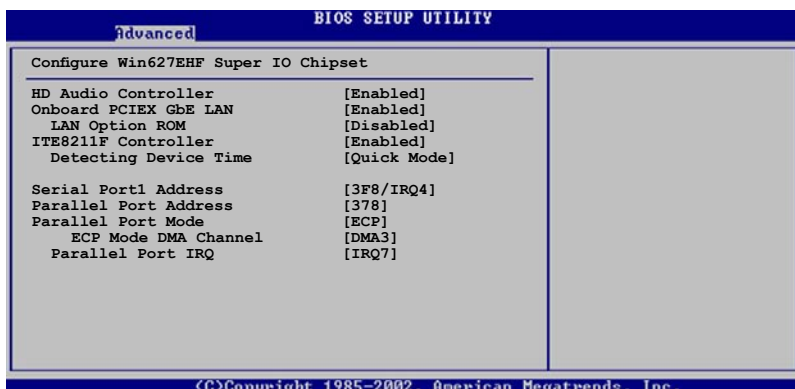 BIOS SETUP UTILITY
Advanced
Configure Win627EHF Super IO Chipset
HD Audio Controller [Enabled]
Onboard PCIEX GbE LAN [Enabled]
LAN Option ROM [Disabled]
ITE8211F Controller [Enabled]
Detecting Device Time [Quick Mode]
Serial Port1 Address [3F8/IRQ4]
Parallel Port Address [378]
Parallel Port Mode [ECP]
ECP Mode DMA Channel [DMA3]
Parallel Port IRQ [IRQ7]
(C)Copyright 1985-2002, American Megatrends, Inc.